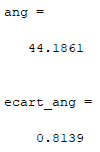 ang =
44.1861
ecart_ang =
0.8139